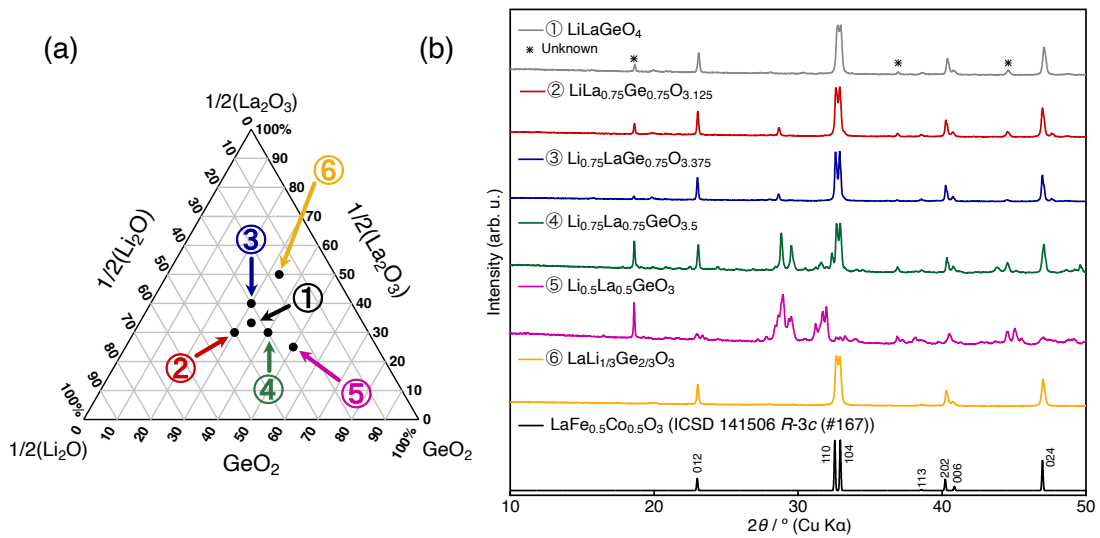 (a)
1/2(La₂O₃)
0 100%
10 90
20 80
30 70
40 60
50 50
60 40
70 30
80 20
90 10
100% 0
1/2(Li₂O)
1/2(La₂O₃)
⑥
③
①
②
④
⑤
0 10 20 30 40 50 60 70 80 90 100%
1/2(Li₂O)
GeO₂
GeO₂
(b)
Intensity (arb. u.)
① LiLaGeO₄
* Unknown
* * *
② LiLa₀.₇₅Ge₀.₇₅O₃.₁₂₅
③ Li₀.₇₅LaGe₀.₇₅O₃.₃₇₅
④ Li₀.₇₅La₀.₇₅GeO₃.₅
⑤ Li₀.₅La₀.₅GeO₃
⑥ LaLi₁/₃Ge₂/₃O₃
LaFe₀.₅Co₀.₅O₃ (ICSD 141506 R-3c (#167))
012 110 104 113 202 006 024
10 20 30 40 50
2θ / ° (Cu Kα)